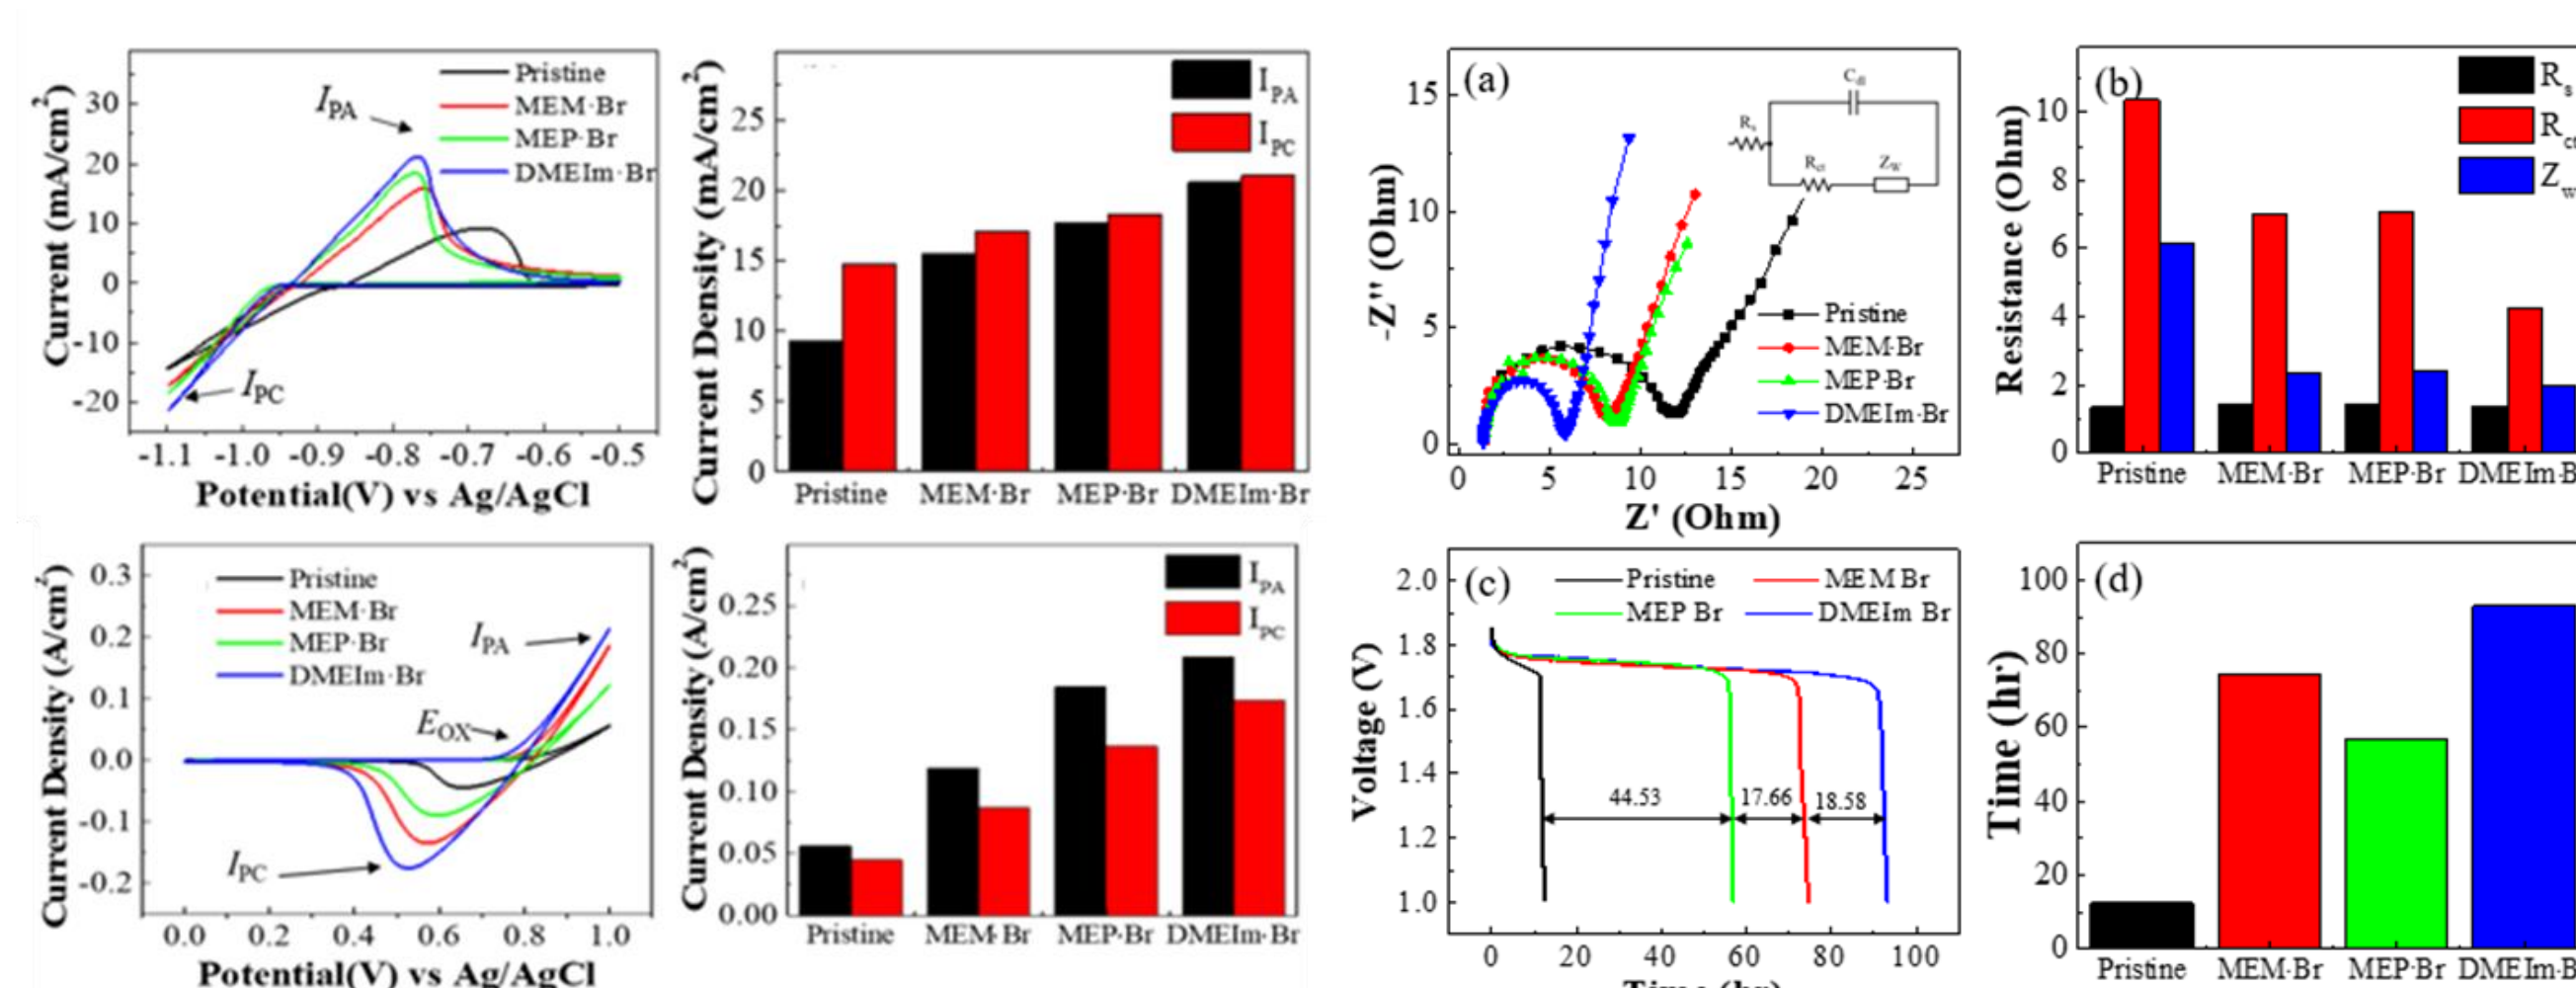 Current (mA/cm²)
30
20
10
0
-10
-20
I_PA
Pristine
MEM·Br
MEP·Br
DMEIm·Br
I_PC
-1.1 -1.0 -0.9 -0.8 -0.7 -0.6 -0.5
Potential(V) vs Ag/AgCl
Current Density (mA/cm²)
25
20
15
10
5
0
I_PA
I_PC
Pristine MEM·Br MEP·Br DMEIm·Br
(a)
-Z'' (Ohm)
15
10
5
0
C_dl
R_s
R_ct Z_W
Pristine
MEM·Br
MEP·Br
DMEIm·Br
0 5 10 15 20 25
Z' (Ohm)
(b)
Resistance (Ohm)
10
8
6
4
2
0
R_s
R_ct
Z_w
Pristine MEM·Br MEP·Br DMEIm·B
Current Density (A/cm²)
0.3
0.2
0.1
0.0
-0.1
-0.2
Pristine
MEM·Br
MEP·Br
DMEIm·Br
I_PA
E_OX
I_PC
0.0 0.2 0.4 0.6 0.8 1.0
Potential(V) vs Ag/AgCl
Current Density (A/cm²)
0.25
0.20
0.15
0.10
0.05
0.00
I_PA
I_PC
Pristine MEM·Br MEP·Br DMEIm·Br
(c)
Voltage (V)
2.0
1.8
1.6
1.4
1.2
1.0
Pristine MEM Br
MEP Br DMEIm Br
44.53 17.66 18.58
0 20 40 60 80 100
Time (hr)
(d)
Time (hr)
100
80
60
40
20
0
Pristine MEM·Br MEP·Br DMEIm·B